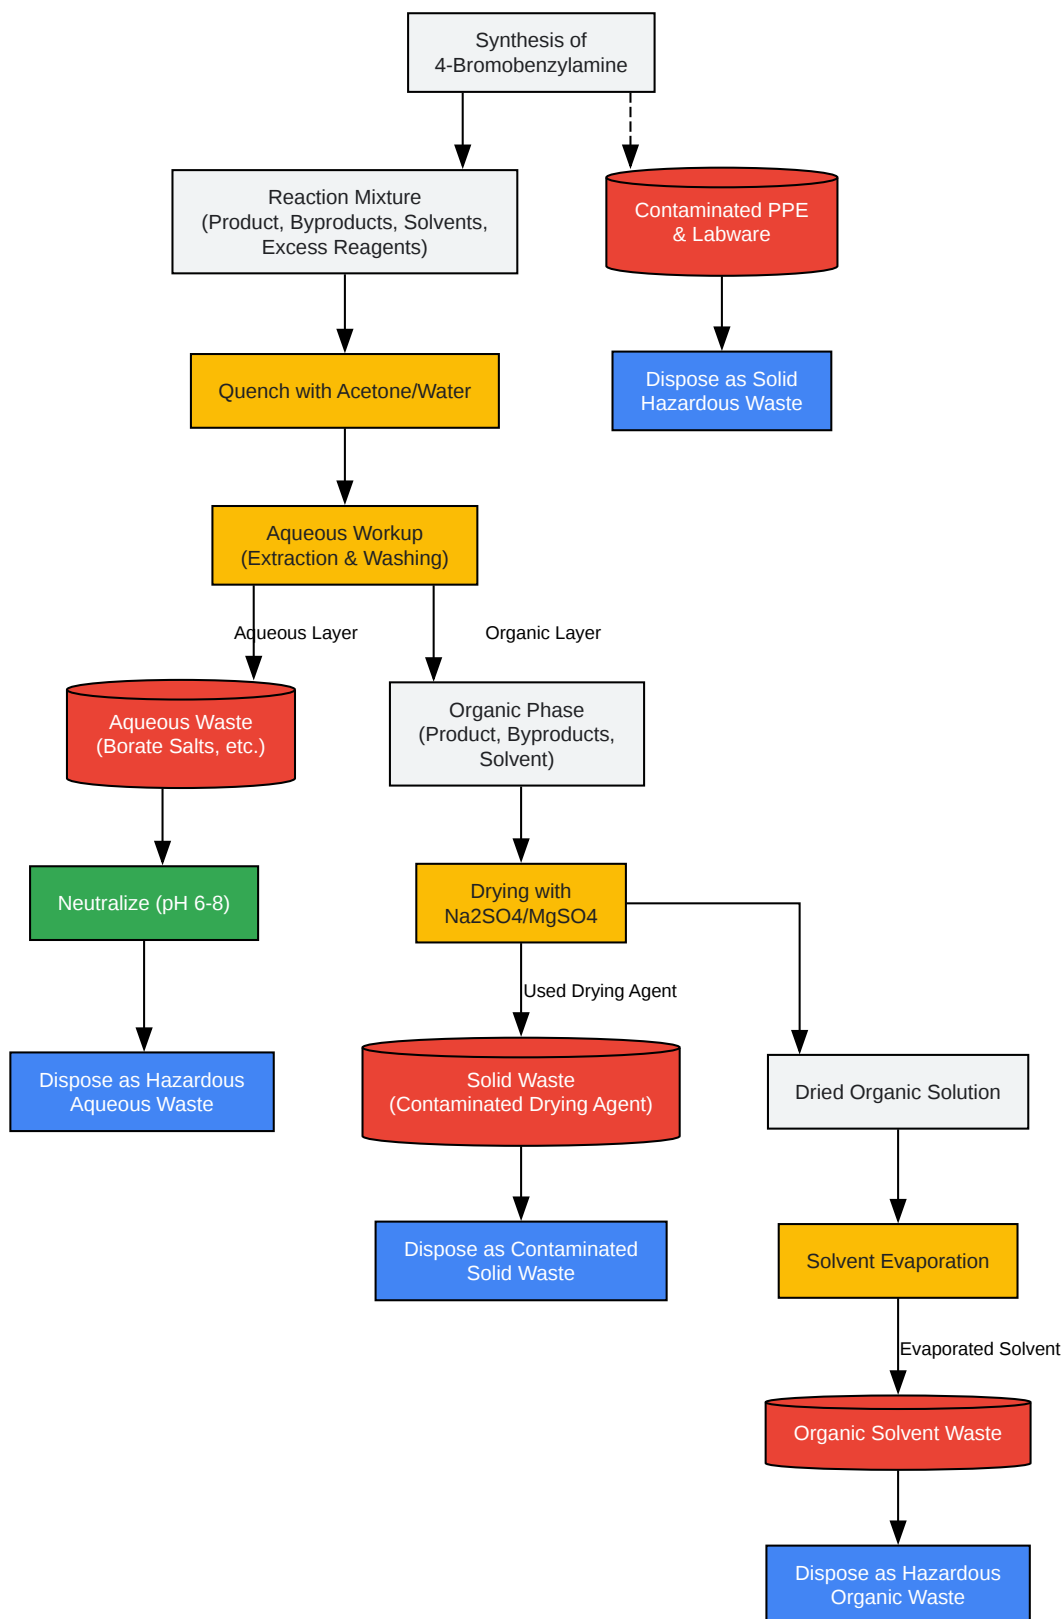 Synthesis of
4-Bromobenzylamine
Reaction Mixture
(Product, Byproducts, Solvents,
Excess Reagents)
Contaminated PPE
& Labware
Quench with Acetone/Water
Dispose as Solid
Hazardous Waste
Aqueous Workup
(Extraction & Washing)
Aqueous Layer
Organic Layer
Aqueous Waste
(Borate Salts, etc.)
Organic Phase
(Product, Byproducts,
Solvent)
Neutralize (pH 6-8)
Drying with
Na2SO4/MgSO4
Used Drying Agent
Dispose as Hazardous
Aqueous Waste
Solid Waste
(Contaminated Drying Agent)
Dried Organic Solution
Dispose as Contaminated
Solid Waste
Solvent Evaporation
Evaporated Solvent
Organic Solvent Waste
Dispose as Hazardous
Organic Waste